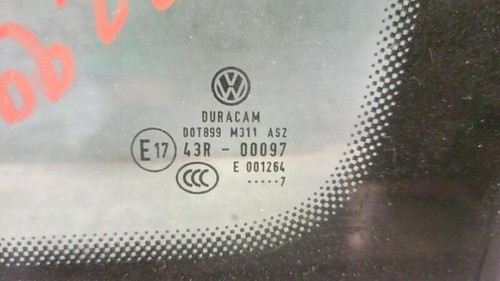 VW
DURACAM
DOT899 M311 AS2
E17 43R - 00097
CCC E 001264
·····7